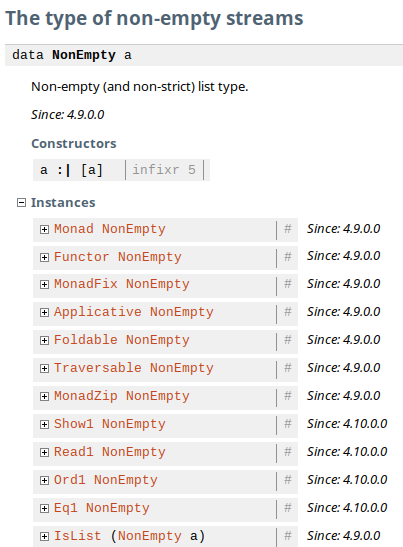 The type of non-empty streams
data NonEmpty a
Non-empty (and non-strict) list type.
Since: 4.9.0.0
Constructors
a :| [a] infixr 5
Instances
Monad NonEmpty # Since: 4.9.0.0
Functor NonEmpty # Since: 4.9.0.0
MonadFix NonEmpty # Since: 4.9.0.0
Applicative NonEmpty # Since: 4.9.0.0
Foldable NonEmpty # Since: 4.9.0.0
Traversable NonEmpty # Since: 4.9.0.0
MonadZip NonEmpty # Since: 4.9.0.0
Show1 NonEmpty # Since: 4.10.0.0
Read1 NonEmpty # Since: 4.10.0.0
Ord1 NonEmpty # Since: 4.10.0.0
Eq1 NonEmpty # Since: 4.10.0.0
IsList (NonEmpty a) # Since: 4.9.0.0